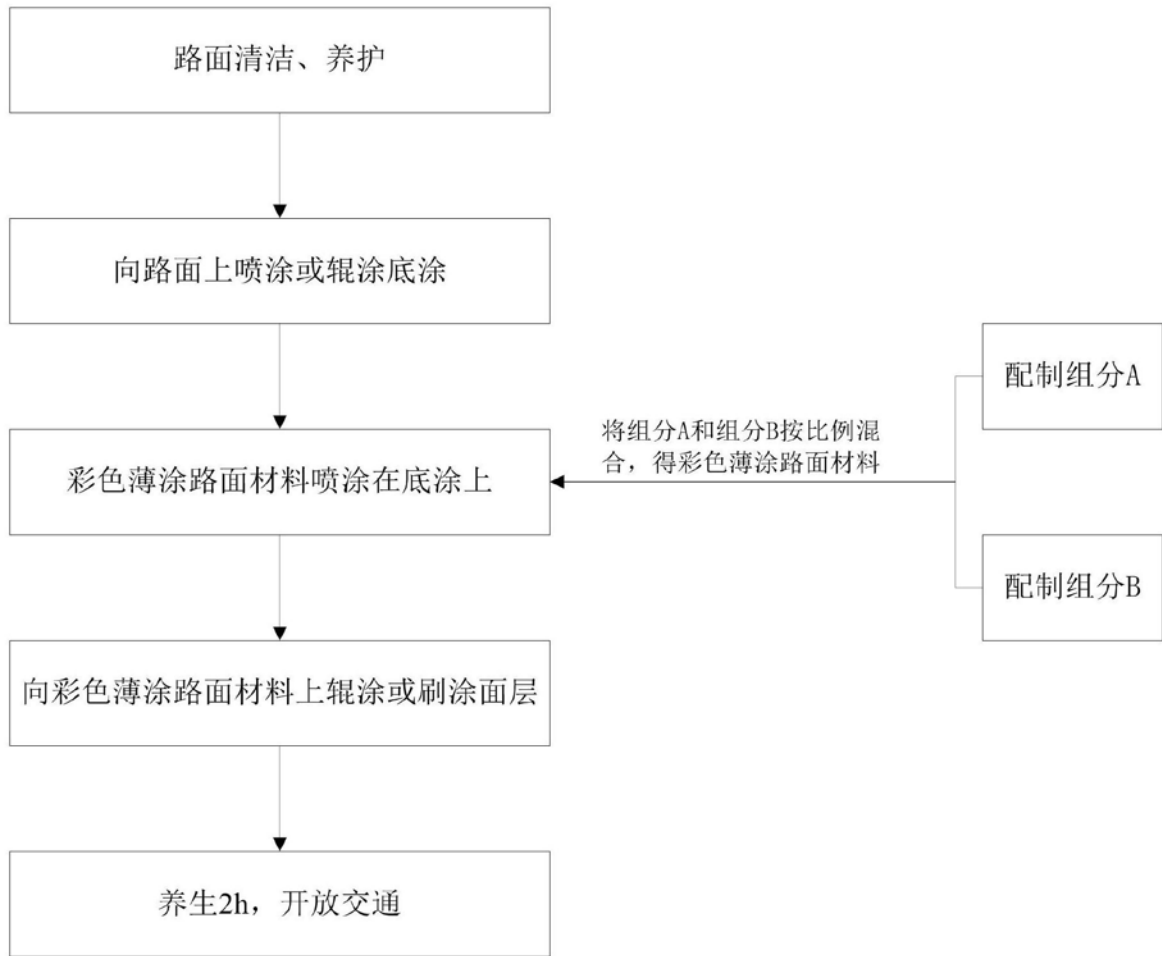 路面清洁、养护
向路面上喷涂或辊涂底涂
配制组分A
将组分A和组分B按比例混
合，得彩色薄涂路面材料
彩色薄涂路面材料喷涂在底涂上
配制组分B
向彩色薄涂路面材料上辊涂或刷涂面层
养生2h，开放交通